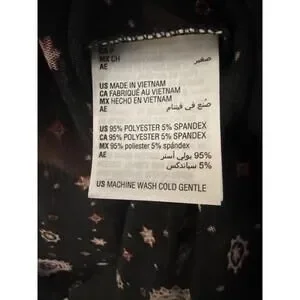 MX CH
AE صغير
US MADE IN VIETNAM
CA FABRIQUÉ AU VIETNAM
MX HECHO EN VIETNAM
AE صنع في فيتنام
US 95% POLYESTER 5% SPANDEX
CA 95% POLYESTER 5% SPANDEX
MX 95% poliester 5% spándex
AE 95% بولي أستر
5% سباندكس
US MACHINE WASH COLD GENTLE